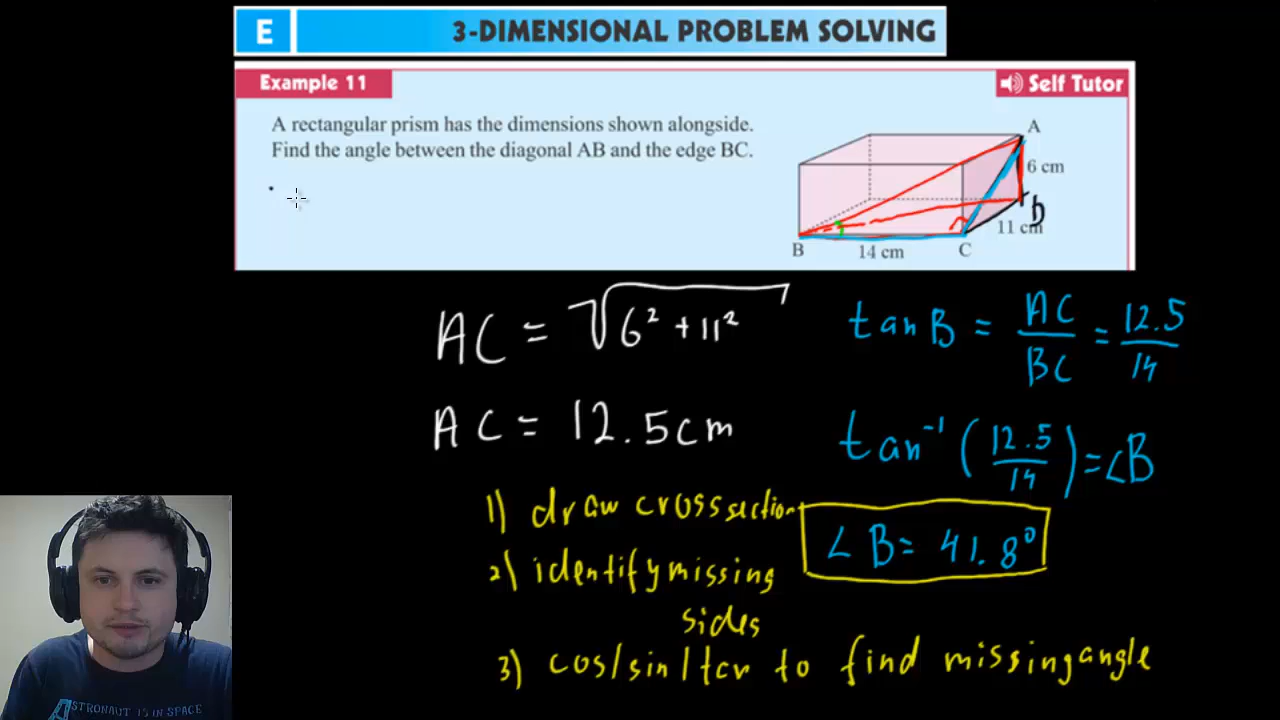 E 3-DIMENSIONAL PROBLEM SOLVING
Example 11
Self Tutor
A rectangular prism has the dimensions shown alongside.
Find the angle between the diagonal AB and the edge BC.
A
6 cm
D
11 cm
B
14 cm
C
AC = √6² + 11²
AC = 12.5cm
tan B = AC/BC = 12.5/14
tan⁻¹ (12.5/14) = ∠B
∠B = 41.8°
1) draw cross section
2) identify missing
sides
3) cos/sin/tan to find missing angle
ASTRONAUT IS IN SPACE